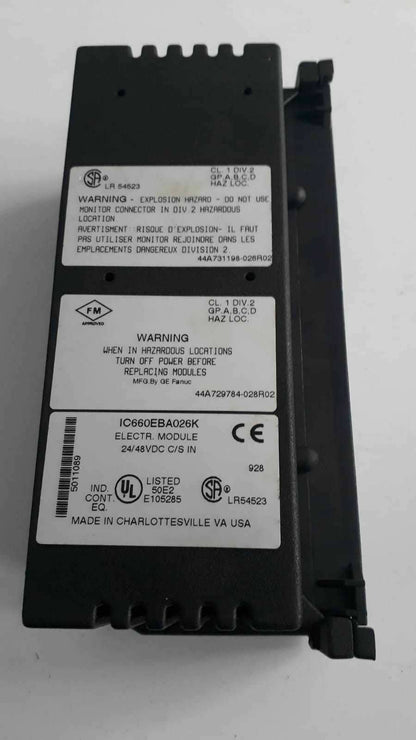 SA ®
LR 54523
CL. 1 DIV.2
GP.A,B,C,D
HAZ LOC.
WARNING - EXPLOSION HAZARD - DO NOT USE
MONITOR CONNECTOR IN DIV.2 HAZARDOUS
LOCATION
AVERTISMENT: RISQUE D'EXPLOSION- IL FAUT
PAS UTILISER MONITOR REJOINDRE DANS LES
EMPLACEMENTS DANGEREUX DIVISION 2.
44A731198-026R02
FM
APPROVED
CL. 1 DIV.2
GP.A,B,C,D
HAZ LOC.
WARNING
WHEN IN HAZARDOUS LOCATIONS
TURN OFF POWER BEFORE
REPLACING MODULES
MFG.By GE Fanuc
44A729784-028R02
IC660EBA026K
ELECTR. MODULE
24/48VDC C/S IN
CE
928
5011089
IND.
CONT.
EQ.
UL
LISTED
50E2
E105285
SA ®
LR54523
MADE IN CHARLOTTESVILLE VA USA